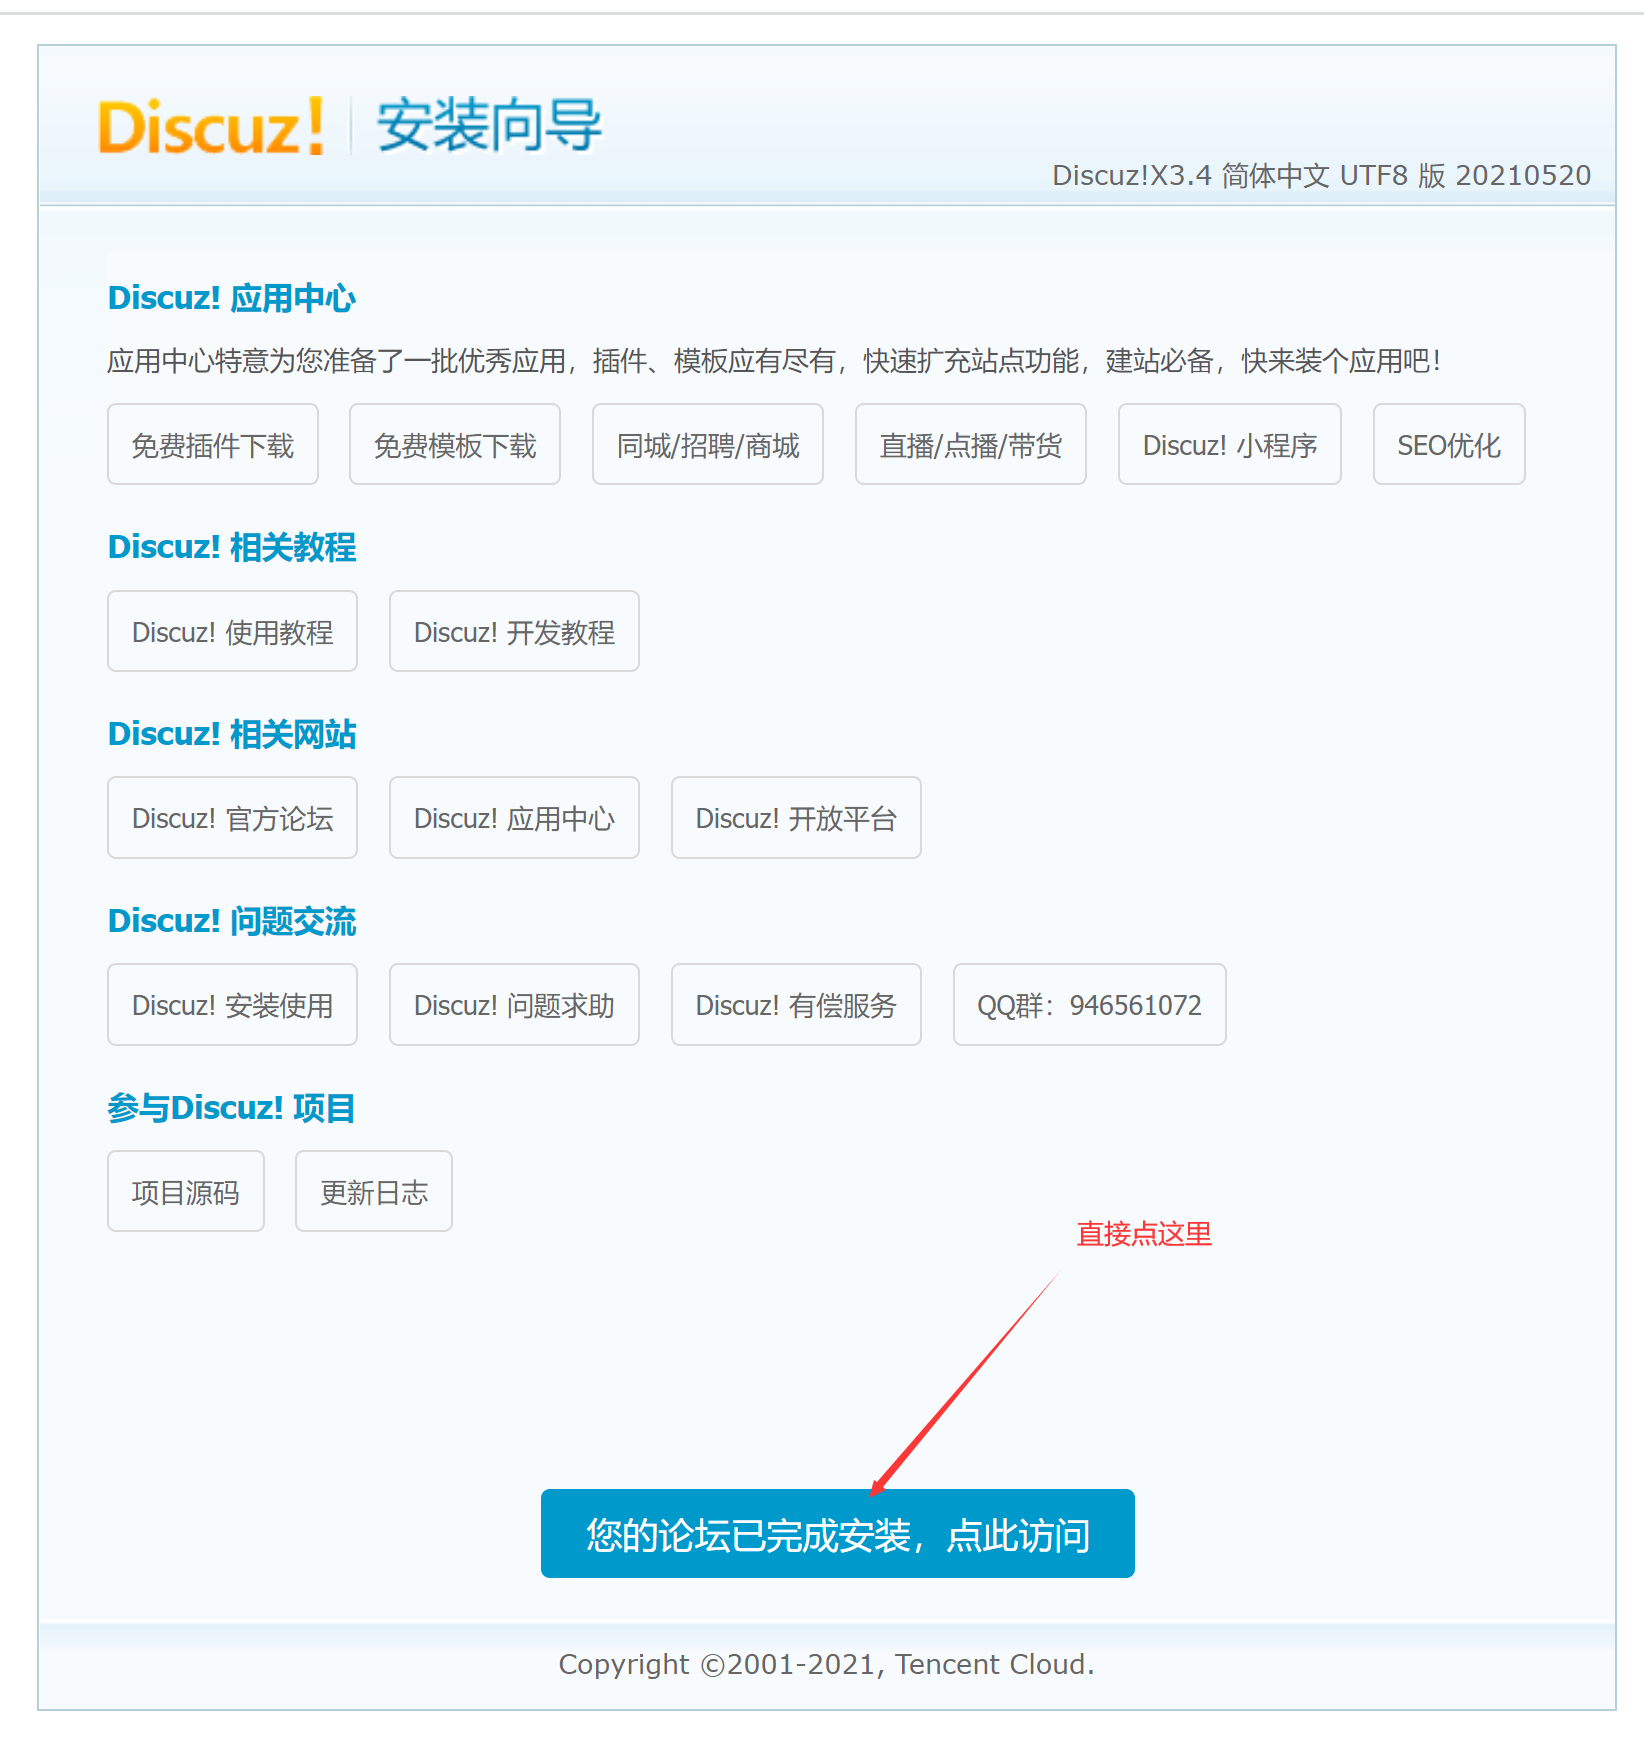 Discuz! 安装向导
Discuz!X3.4 简体中文 UTF8 版 20210520
Discuz! 应用中心
应用中心特意为您准备了一批优秀应用，插件、模板应有尽有，快速扩充站点功能，建站必备，快来装个应用吧！
免费插件下载 免费模板下载 同城/招聘/商城 直播/点播/带货 Discuz! 小程序 SEO优化
Discuz! 相关教程
Discuz! 使用教程 Discuz! 开发教程
Discuz! 相关网站
Discuz! 官方论坛 Discuz! 应用中心 Discuz! 开放平台
Discuz! 问题交流
Discuz! 安装使用 Discuz! 问题求助 Discuz! 有偿服务 QQ群：946561072
参与Discuz! 项目
项目源码 更新日志
直接点这里
您的论坛已完成安装，点此访问
Copyright ©2001-2021, Tencent Cloud.